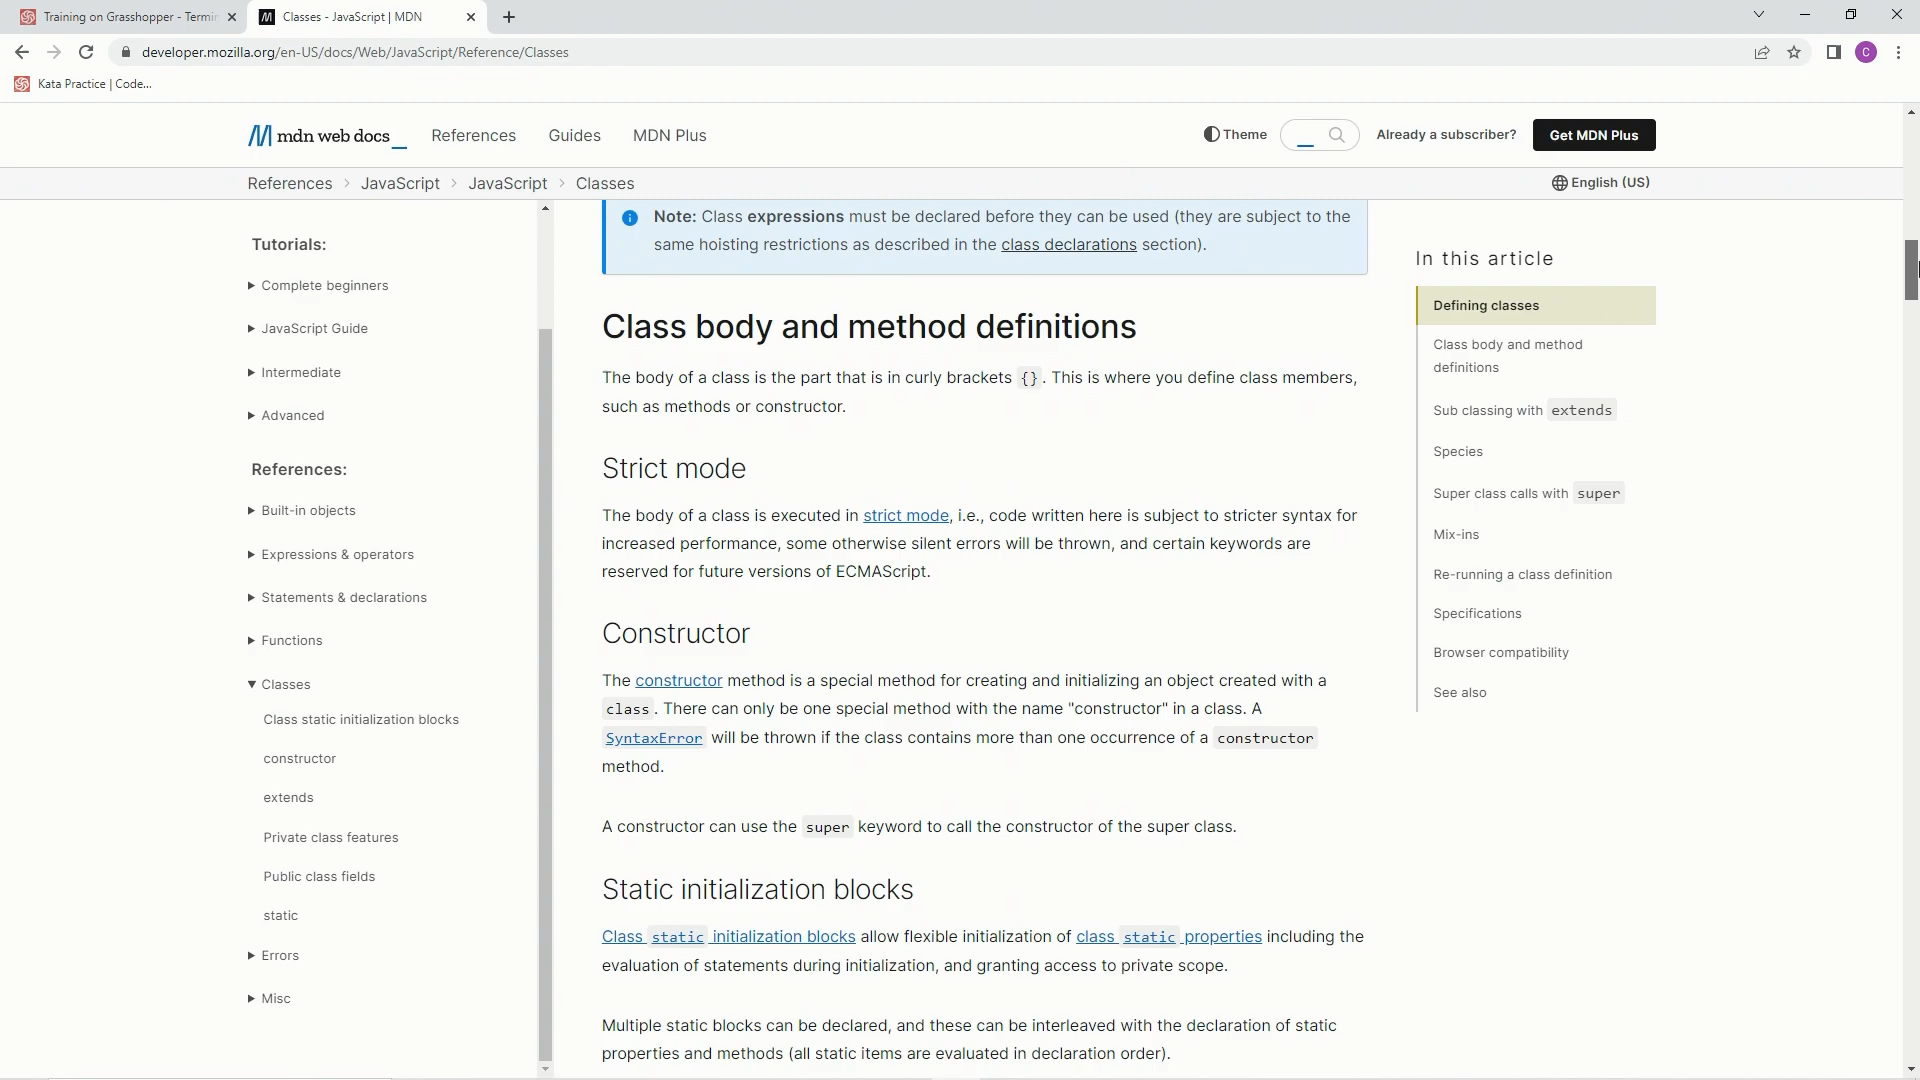 Training on Grasshopper - Termin
Classes - JavaScript | MDN
developer.mozilla.org/en-US/docs/Web/JavaScript/Reference/Classes
C
Kata Practice | Code...
mdn web docs_
References
Guides
MDN Plus
Theme
Already a subscriber?
Get MDN Plus
References > JavaScript > JavaScript > Classes
English (US)
Tutorials:
Complete beginners
JavaScript Guide
Intermediate
Advanced
References:
Built-in objects
Expressions & operators
Statements & declarations
Functions
Classes
Class static initialization blocks
constructor
extends
Private class features
Public class fields
static
Errors
Misc
Note: Class expressions must be declared before they can be used (they are subject to the
same hoisting restrictions as described in the class declarations section).
Class body and method definitions
The body of a class is the part that is in curly brackets {}. This is where you define class members,
such as methods or constructor.
Strict mode
The body of a class is executed in strict mode, i.e., code written here is subject to stricter syntax for
increased performance, some otherwise silent errors will be thrown, and certain keywords are
reserved for future versions of ECMAScript.
Constructor
The constructor method is a special method for creating and initializing an object created with a
class. There can only be one special method with the name "constructor" in a class. A
SyntaxError will be thrown if the class contains more than one occurrence of a constructor
method.
A constructor can use the super keyword to call the constructor of the super class.
Static initialization blocks
Class static initialization blocks allow flexible initialization of class static properties including the
evaluation of statements during initialization, and granting access to private scope.
Multiple static blocks can be declared, and these can be interleaved with the declaration of static
properties and methods (all static items are evaluated in declaration order).
In this article
Defining classes
Class body and method
definitions
Sub classing with extends
Species
Super class calls with super
Mix-ins
Re-running a class definition
Specifications
Browser compatibility
See also